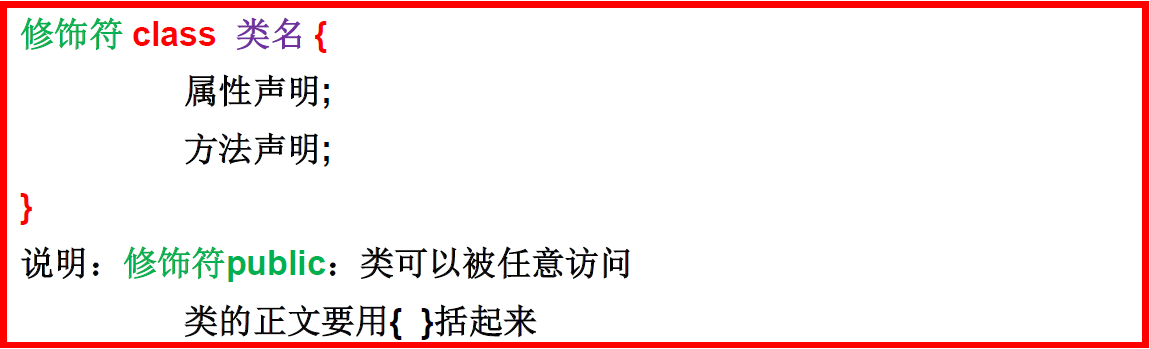 修饰符 class 类名 {
属性声明;
方法声明;
}
说明：修饰符public：类可以被任意访问
类的正文要用{ }括起来